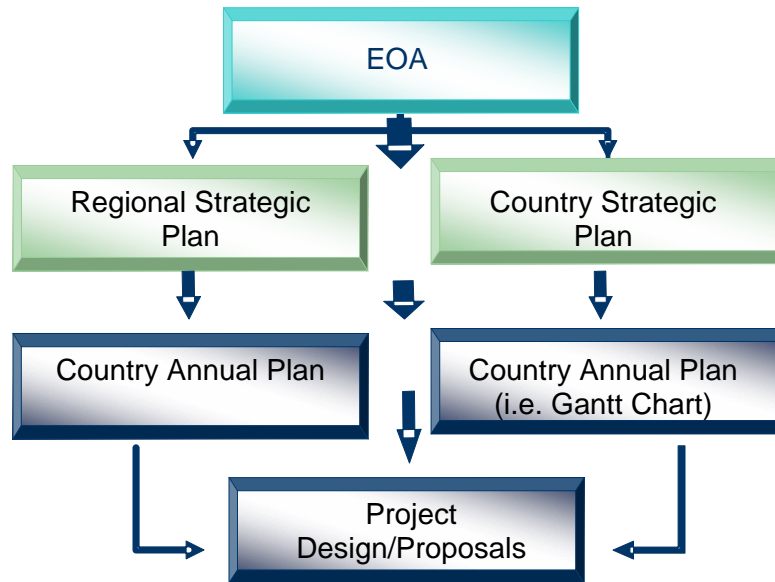 EOA
Regional Strategic
Plan
Country Strategic
Plan
Country Annual Plan
Country Annual Plan
(i.e. Gantt Chart)
Project
Design/Proposals